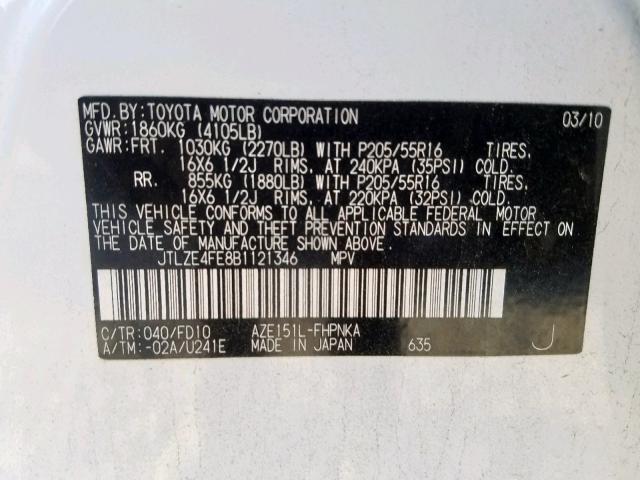 MFD.BY:TOYOTA MOTOR CORPORATION 03/10
GVWR:1860KG (4105LB)
GAWR:FRT. 1030KG (2270LB) WITH P205/55R16 TIRES,
16X6 1/2J RIMS, AT 240KPA (35PSI) COLD.
RR. 855KG (1880LB) WITH P205/55R16 TIRES,
16X6 1/2J RIMS, AT 220KPA (32PSI) COLD.
THIS VEHICLE CONFORMS TO ALL APPLICABLE FEDERAL MOTOR
VEHICLE SAFETY AND THEFT PREVENTION STANDARDS IN EFFECT ON
THE DATE OF MANUFACTURE SHOWN ABOVE.
JTLZE4FE8B1121346 MPV
C/TR:040/FD10 AZE151L-FHPNKA
A/TM:-02A/U241E MADE IN JAPAN 635 J